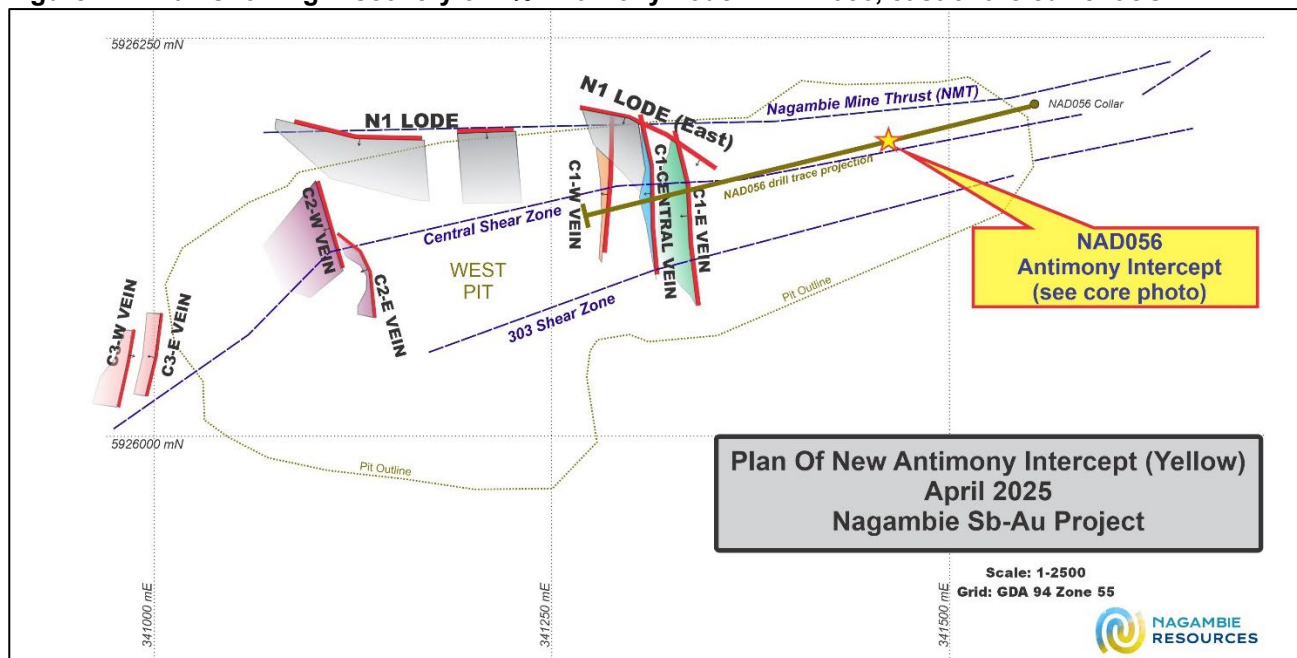 5926250 mN
N1 LODE
N1 LODE (East)
Nagambie Mine Thrust (NMT)
NAD056 Collar
NAD056 drill trace projection
C1-W VEIN
C1-CENTRAL VEIN
C1-E VEIN
C2-W VEIN
C2-E VEIN
Central Shear Zone
WEST
PIT
303 Shear Zone
Pit Outline
NAD056
Antimony Intercept
(see core photo)
C3-W VEIN
C3-E VEIN
5926000 mN
Pit Outline
Plan Of New Antimony Intercept (Yellow)
April 2025
Nagambie Sb-Au Project
Scale: 1-2500
Grid: GDA 94 Zone 55
341000 mE
341250 mE
341500 mE
NAGAMBIE
RESOURCES